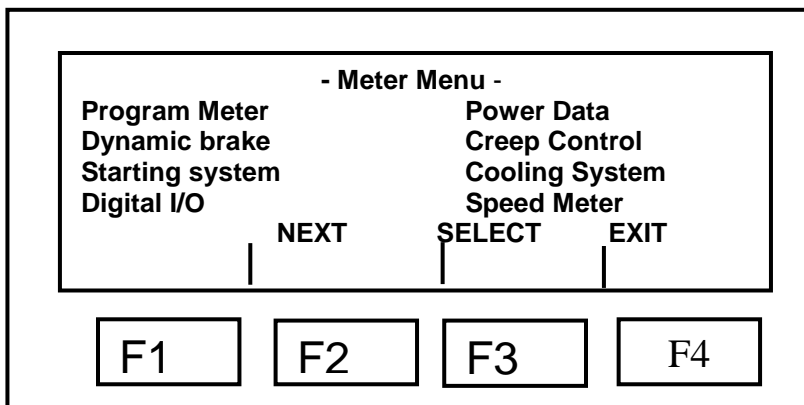 - Meter Menu -
Program Meter Power Data
Dynamic brake Creep Control
Starting system Cooling System
Digital I/O Speed Meter
NEXT SELECT EXIT
F1 F2 F3 F4